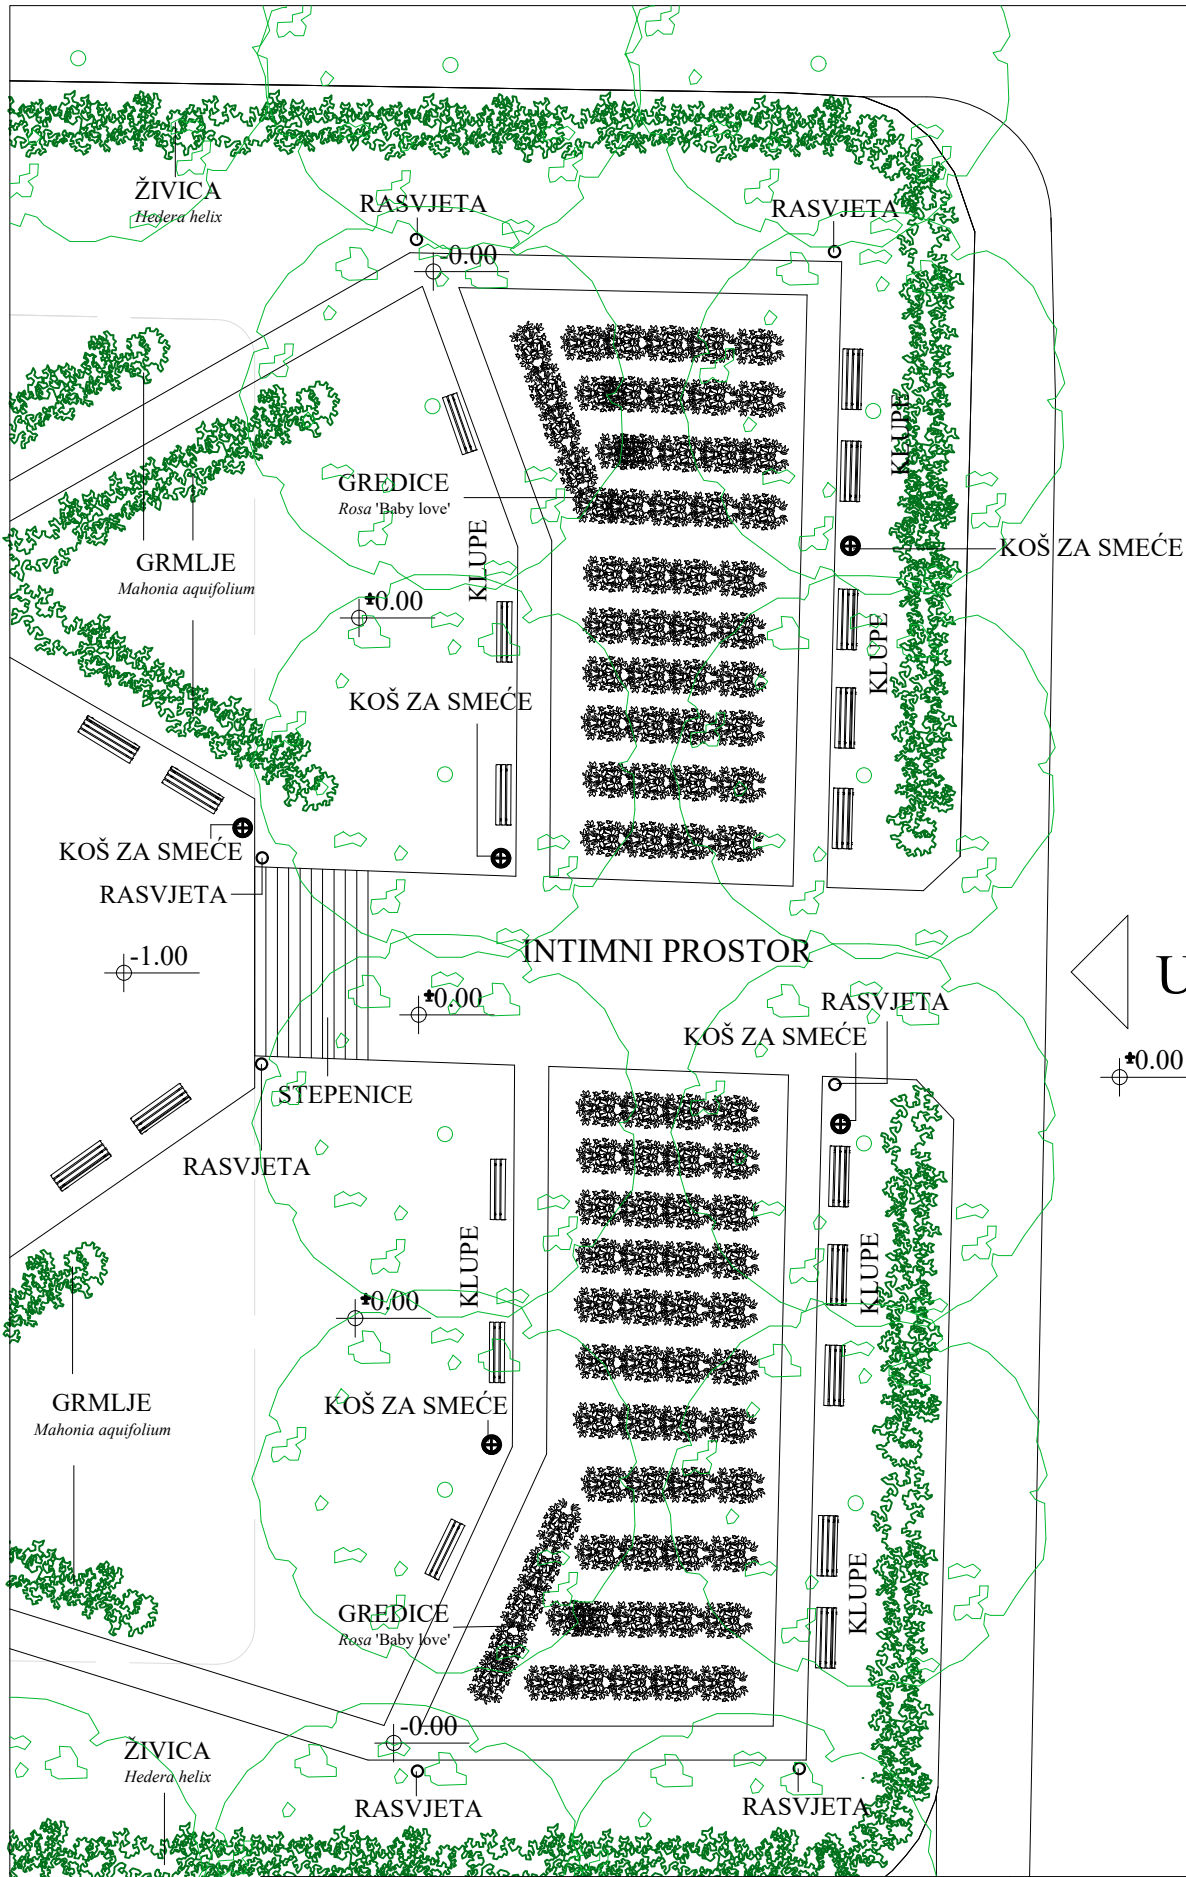 ŽIVICA
Hedera helix
RASVJETA
RASVJETA
-0.00
GREDICE
Rosa 'Baby love'
KLUPE
KLUPE
KOŠ ZA SMEĆE
GRMLJE
Mahonia aquifolium
±0.00
KLUPE
KOŠ ZA SMEĆE
KOŠ ZA SMEĆE
RASVJETA
-1.00
INTIMNI PROSTOR
U
±0.00
RASVJETA
KOŠ ZA SMEĆE
±0.00
STEPENICE
RASVJETA
KLUPE
KLUPE
±0.00
GRMLJE
Mahonia aquifolium
KOŠ ZA SMEĆE
KLUPE
GREDICE
Rosa 'Baby love'
-0.00
ŽIVICA
Hedera helix
RASVJETA
RASVJETA